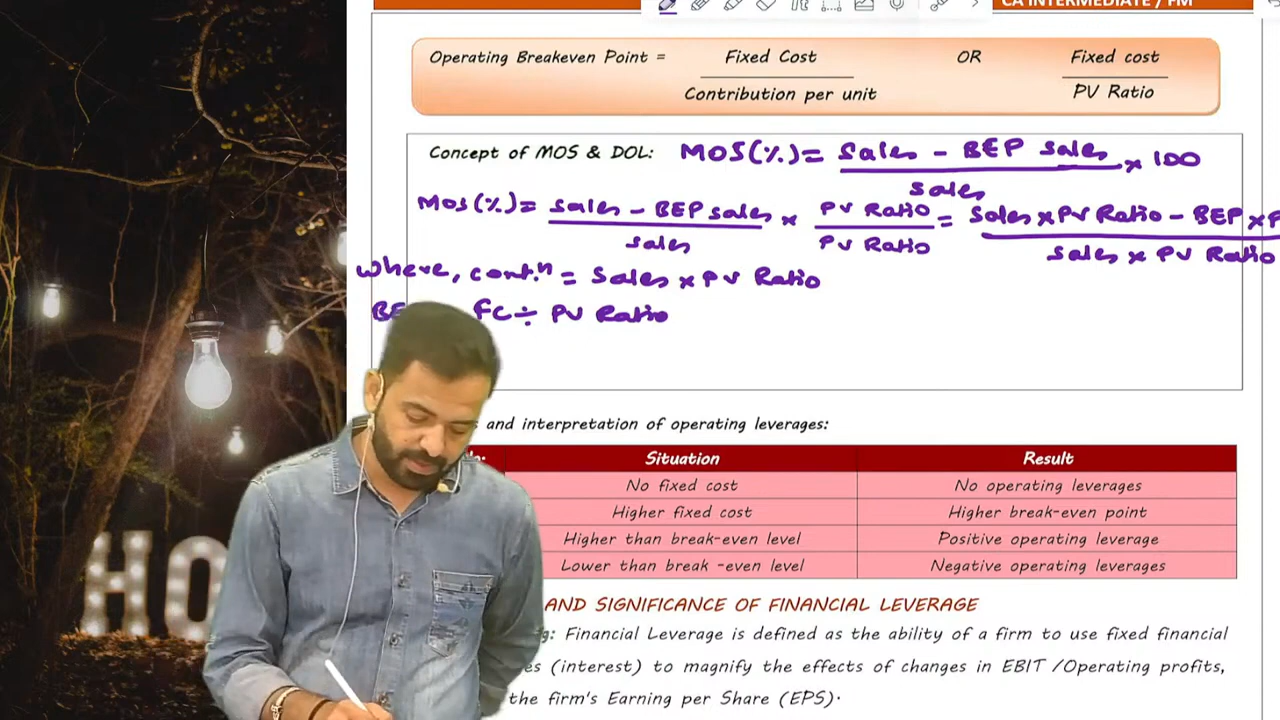 CA INTERMEDIATE / FM
Operating Breakeven Point = Fixed Cost OR Fixed cost
Contribution per unit PV Ratio
Concept of MOS & DOL: MOS(%) = Sales - BEP sales × 100
sales
MOS(%) = Sales - BEP sales × PV Ratio = Sales × PV Ratio - BEP ×
sales PV Ratio sales × PV Ratio
where, contⁿ = Sales × PV Ratio
FC ÷ PV Ratio
and interpretation of operating leverages:
Situation Result
No fixed cost No operating leverages
Higher fixed cost Higher break-even point
Higher than break-even level Positive operating leverage
Lower than break -even level Negative operating leverages
AND SIGNIFICANCE OF FINANCIAL LEVERAGE
Financial Leverage is defined as the ability of a firm to use fixed financial
(interest) to magnify the effects of changes in EBIT /Operating profits,
the firm's Earning per Share (EPS).
HO